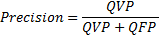 Precision = QVP / (QVP + QFP)